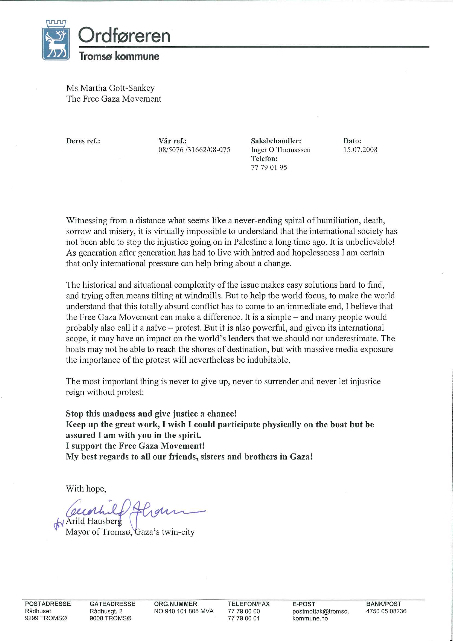 Ordføreren
Tromsø kommune
Ms Martha Gott-Sankey
The Free Gaza Movement
Deres ref.: Vår ref.: Saksbehandler: Dato:
08/5076 /31662/08-075 Inger O Thomassen 15.07.2008
Telefon:
77 79 01 95
Witnessing from a distance what seems like a never-ending spiral of humiliation, death,
sorrow and misery, it is virtually impossible to understand that the international society has
not been able to stop the injustice going on in Palestine a long time ago. It is unbelievable!
As generation after generation has had to live with hatred and hopelessness I am certain
that only international pressure can help bring about a change.
The historical and situational complexity of the issue makes easy solutions hard to find,
and trying often means tilting at windmills. But to help the world focus, to make the world
understand that this totally absurd conflict has to come to an immediate end, I believe that
the Free Gaza Movement can make a difference. It is a simple – and many people would
probably also call it a naive – protest. But it is also powerful, and given its international
scope, it may have an impact on the world's leaders that we should not underestimate. The
boats may not be able to reach the shores of destination, but with massive media exposure
the importance of the protest will nevertheless be indubitable.
The most important thing is never to give up, never to surrender and never let injustice
reign without protest:
Stop this madness and give justice a chance!
Keep up the great work, I wish I could participate physically on the boat but be
assured I am with you in the spirit.
I support the Free Gaza Movement!
My best regards to all our friends, sisters and brothers in Gaza!
With hope,
Arild Hausberg
Mayor of Tromsø, Gaza's twin-city
POSTADRESSE GATEADRESSE ORG.NUMMER TELEFON/FAX E-POST BANK/POST
Rådhuset Rådhusgt. 2 NO 940 101 808 MVA 77 79 00 00 postmottak@tromso.
9299 TROMSØ 9008 TROMSØ 77 79 00 01 kommune.no